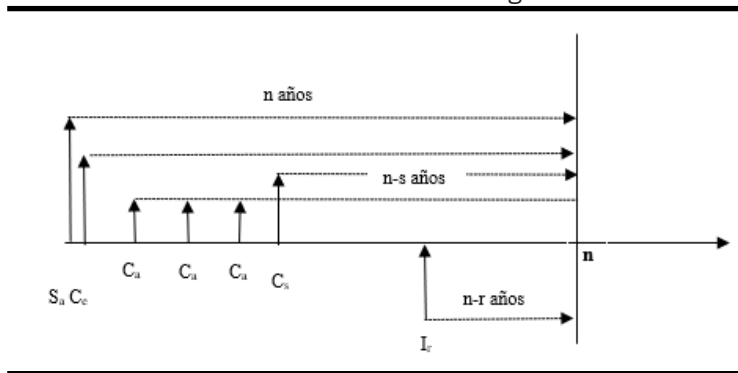 n años
n-s años
n
Cₐ Cₐ Cₐ Cₛ
Sₐ Cₑ
n-r años
Iᵣ